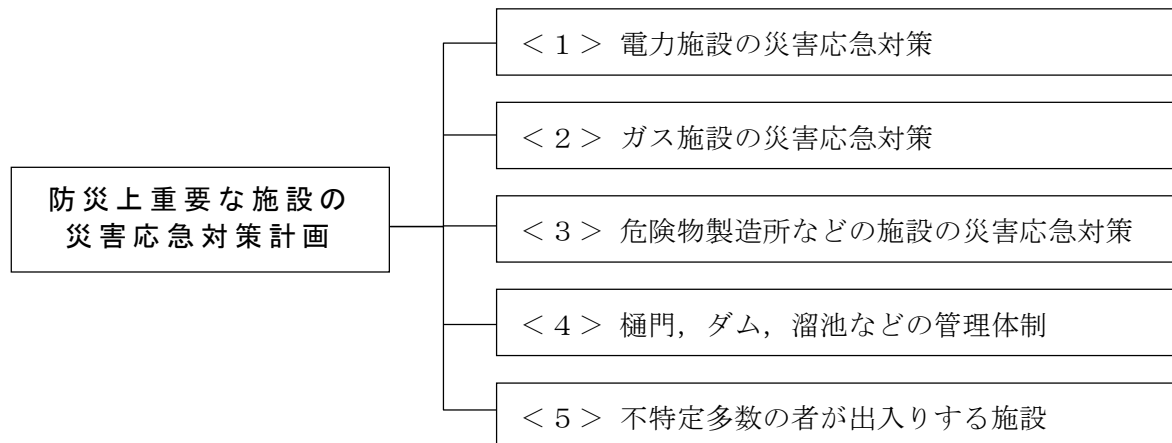 防災上重要な施設の
災害応急対策計画
＜１＞ 電力施設の災害応急対策
＜２＞ ガス施設の災害応急対策
＜３＞ 危険物製造所などの施設の災害応急対策
＜４＞ 樋門，ダム，溜池などの管理体制
＜５＞ 不特定多数の者が出入りする施設